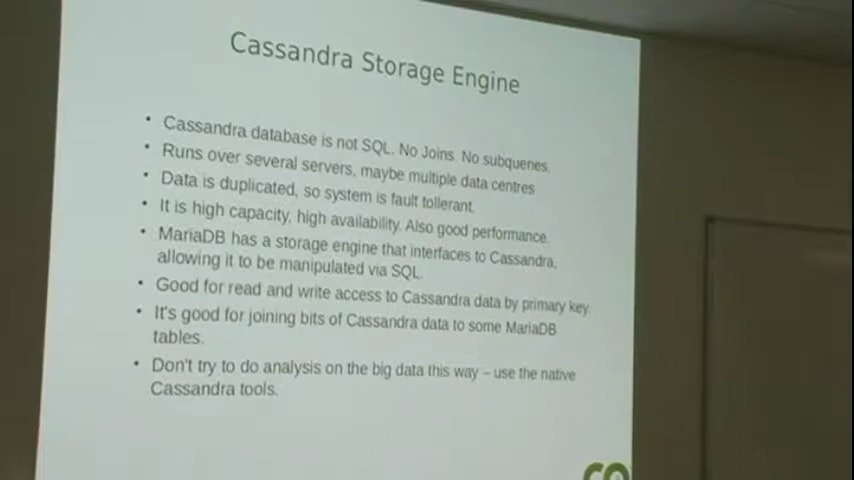 Cassandra Storage Engine
• Cassandra database is not SQL. No Joins. No subqueries.
• Runs over several servers, maybe multiple data centres
• Data is duplicated, so system is fault tollerant.
• It is high capacity, high availability. Also good performance.
• MariaDB has a storage engine that interfaces to Cassandra,
allowing it to be manipulated via SQL.
• Good for read and write access to Cassandra data by primary key.
• It's good for joining bits of Cassandra data to some MariaDB
tables.
• Don't try to do analysis on the big data this way – use the native
Cassandra tools.